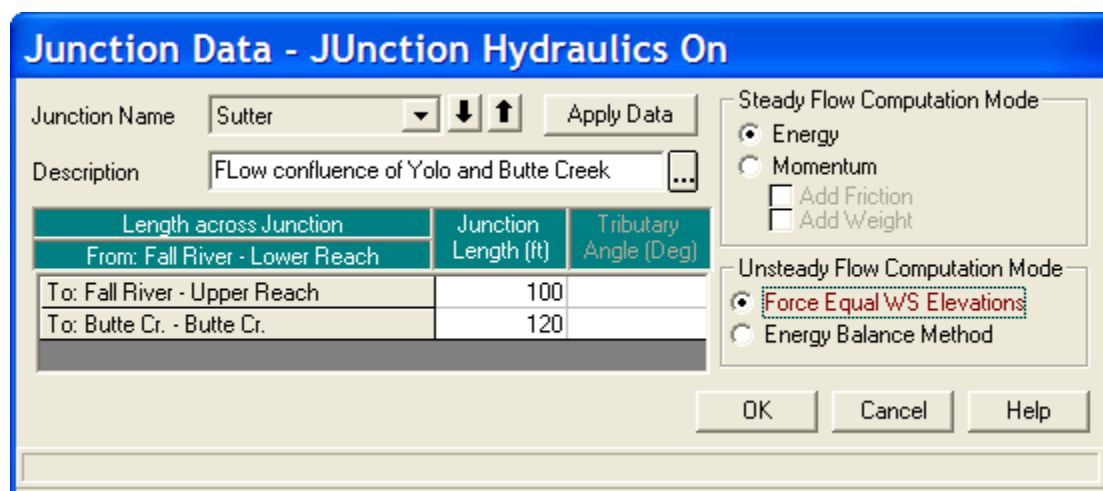 Junction Data - JUnction Hydraulics On
Junction Name Sutter Apply Data
Description FLow confluence of Yolo and Butte Creek ...
Length across Junction Junction Length (ft) Tributary Angle (Deg)
From: Fall River - Lower Reach
To: Fall River - Upper Reach 100
To: Butte Cr. - Butte Cr. 120
Steady Flow Computation Mode
Energy
Momentum
Add Friction
Add Weight
Unsteady Flow Computation Mode
Force Equal WS Elevations
Energy Balance Method
OK Cancel Help